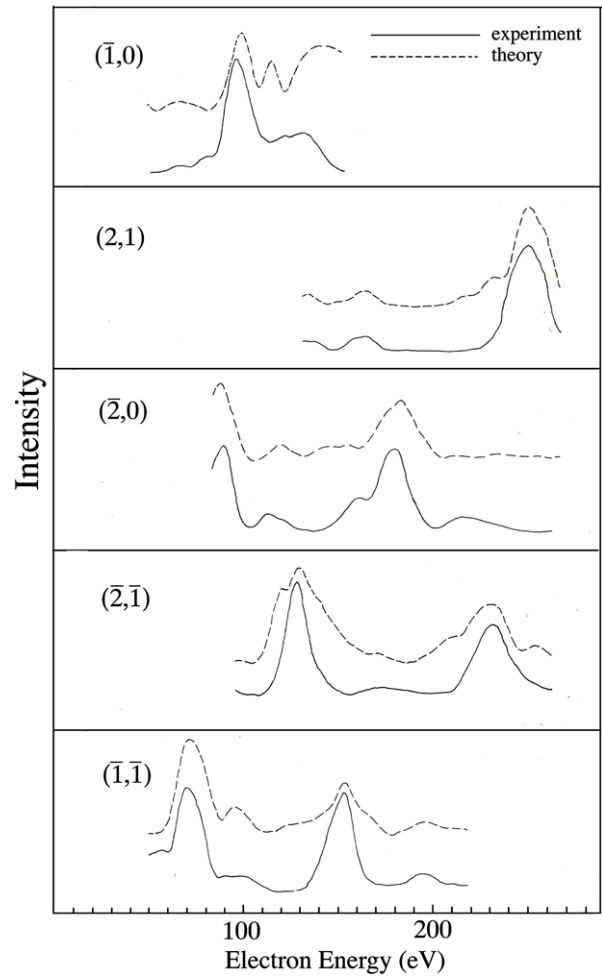 experiment
theory
(1̅,0)
(2,1)
(2̅,0)
(2̅,1̅)
(1̅,1̅)
Intensity
100
200
Electron Energy (eV)